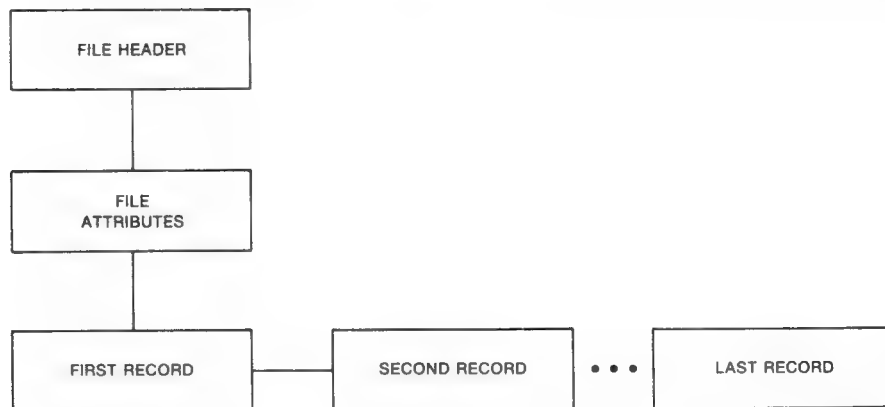 FILE HEADER
FILE
ATTRIBUTES
FIRST RECORD
SECOND RECORD
• • •
LAST RECORD